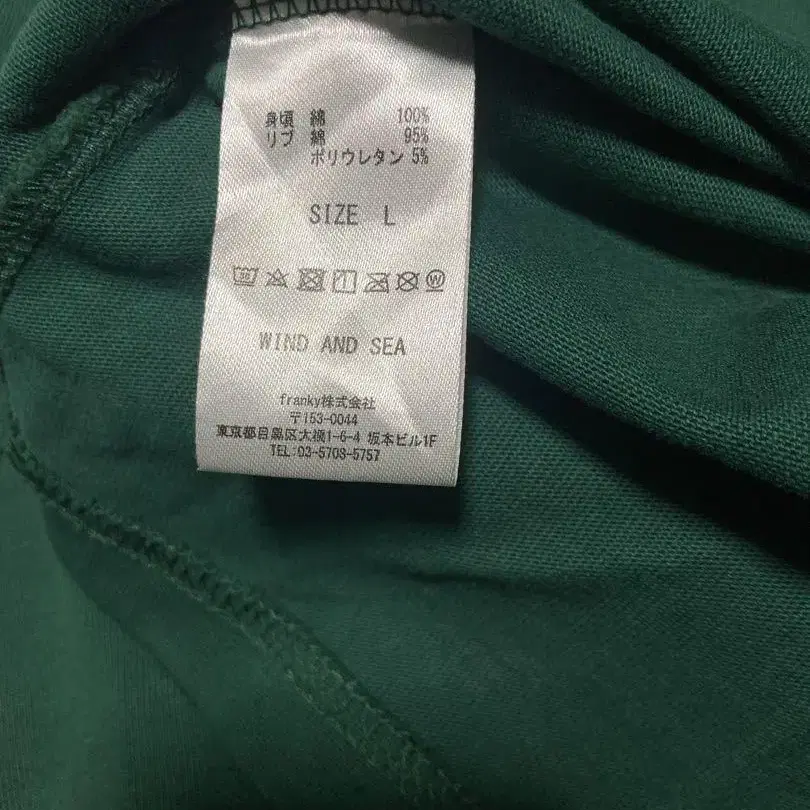 身頃 綿 100%
リブ 綿 95%
ポリウレタン 5%
SIZE L
WIND AND SEA
franky株式会社
〒153-0044
東京都目黒区大橋1-6-4 坂本ビル1F
TEL:03-5703-5757